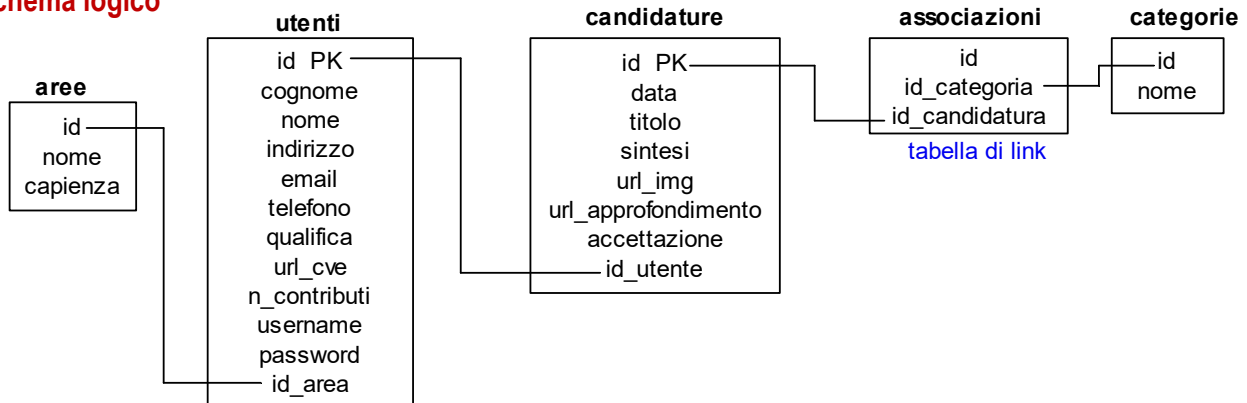 chema logico
aree
id
nome
capienza
utenti
id PK
cognome
nome
indirizzo
email
telefono
qualifica
url_cve
n_contributi
username
password
id_area
candidature
id PK
data
titolo
sintesi
url_img
url_approfondimento
accettazione
id_utente
associazioni
id
id_categoria
id_candidatura
tabella di link
categorie
id
nome